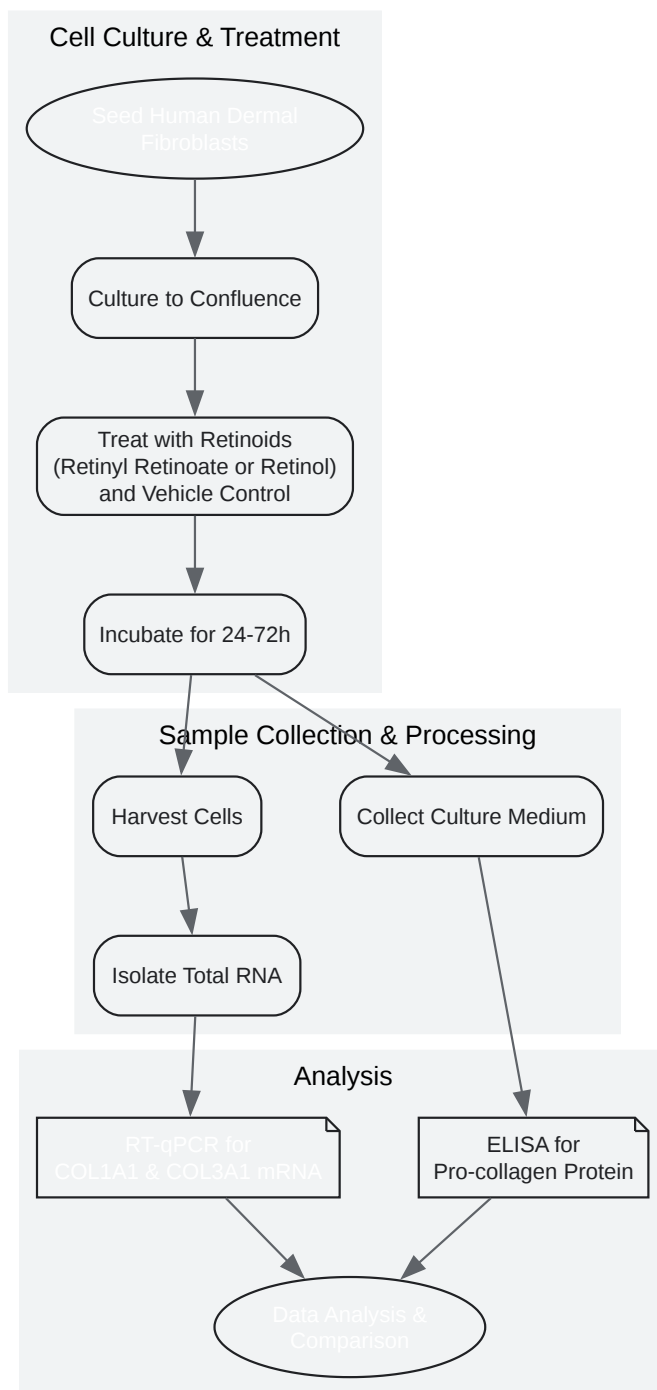 Cell Culture & Treatment
Seed Human Dermal
Fibroblasts
Culture to Confluence
Treat with Retinoids
(Retinyl Retinoate or Retinol)
and Vehicle Control
Incubate for 24-72h
Sample Collection & Processing
Harvest Cells
Collect Culture Medium
Isolate Total RNA
Analysis
RT-qPCR for
COL1A1 & COL3A1 mRNA
ELISA for
Pro-collagen Protein
Data Analysis &
Comparison